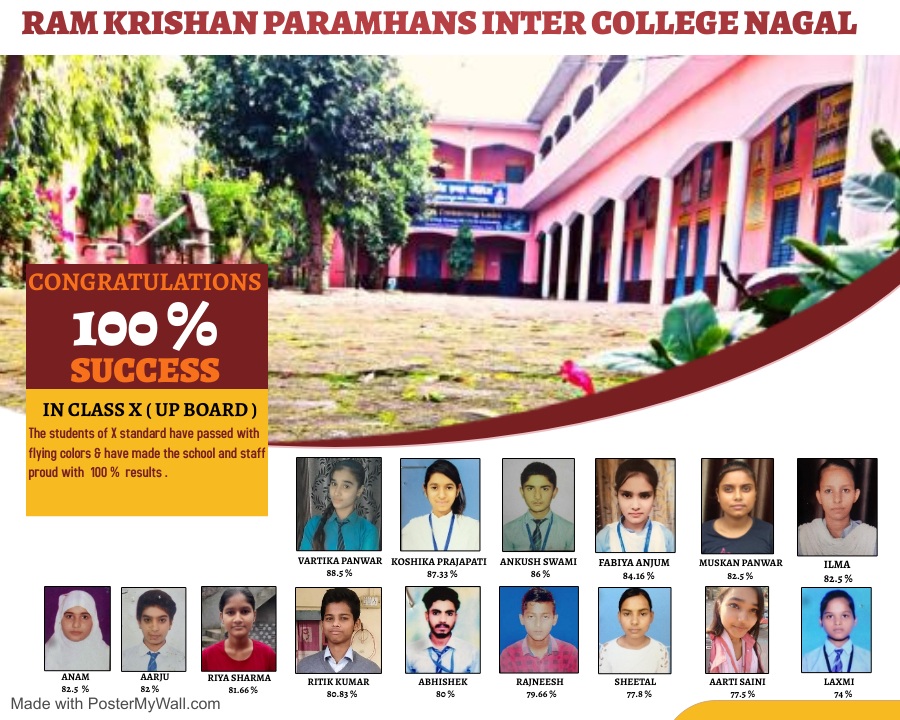 RAM KRISHAN PARAMHANS INTER COLLEGE NAGAL
CONGRATULATIONS
100 %
SUCCESS
IN CLASS X ( UP BOARD )
The students of X standard have passed with
flying colors & have made the school and staff
proud with 100 % results .
VARTIKA PANWAR
88.5 %
KOSHIKA PRAJAPATI
87.33 %
ANKUSH SWAMI
86 %
FABIYA ANJUM
84.16 %
MUSKAN PANWAR
82.5 %
ILMA
82.5 %
ANAM
82.5 %
AARJU
82 %
RIYA SHARMA
81.66 %
RITIK KUMAR
80.83 %
ABHISHEK
80 %
RAJNEESH
79.66 %
SHEETAL
77.8 %
AARTI SAINI
77.5 %
LAXMI
74 %
Made with PosterMyWall.com